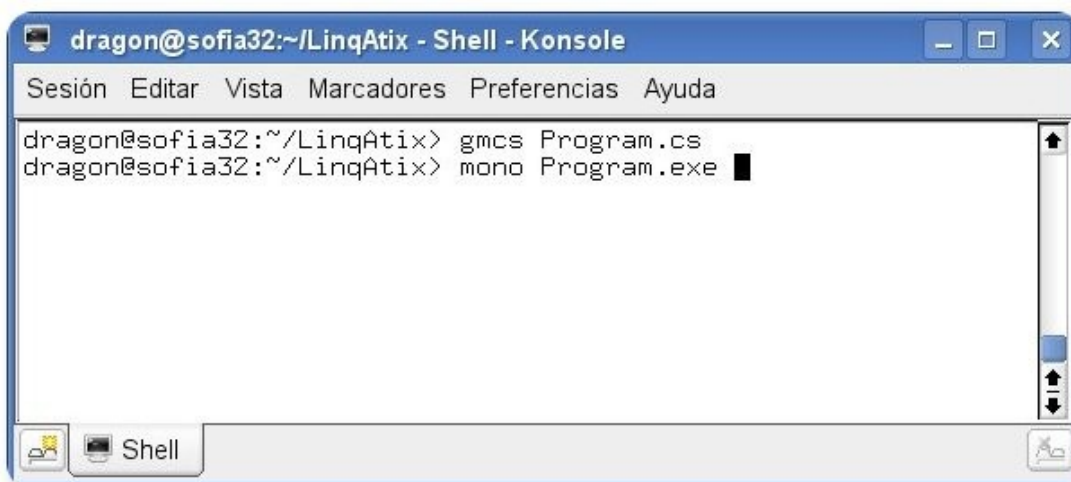 dragon@sofia32:~/LinqAtix - Shell - Konsole
Sesión Editar Vista Marcadores Preferencias Ayuda
dragon@sofia32:~/LinqAtix> gmcs Program.cs
dragon@sofia32:~/LinqAtix> mono Program.exe
Shell